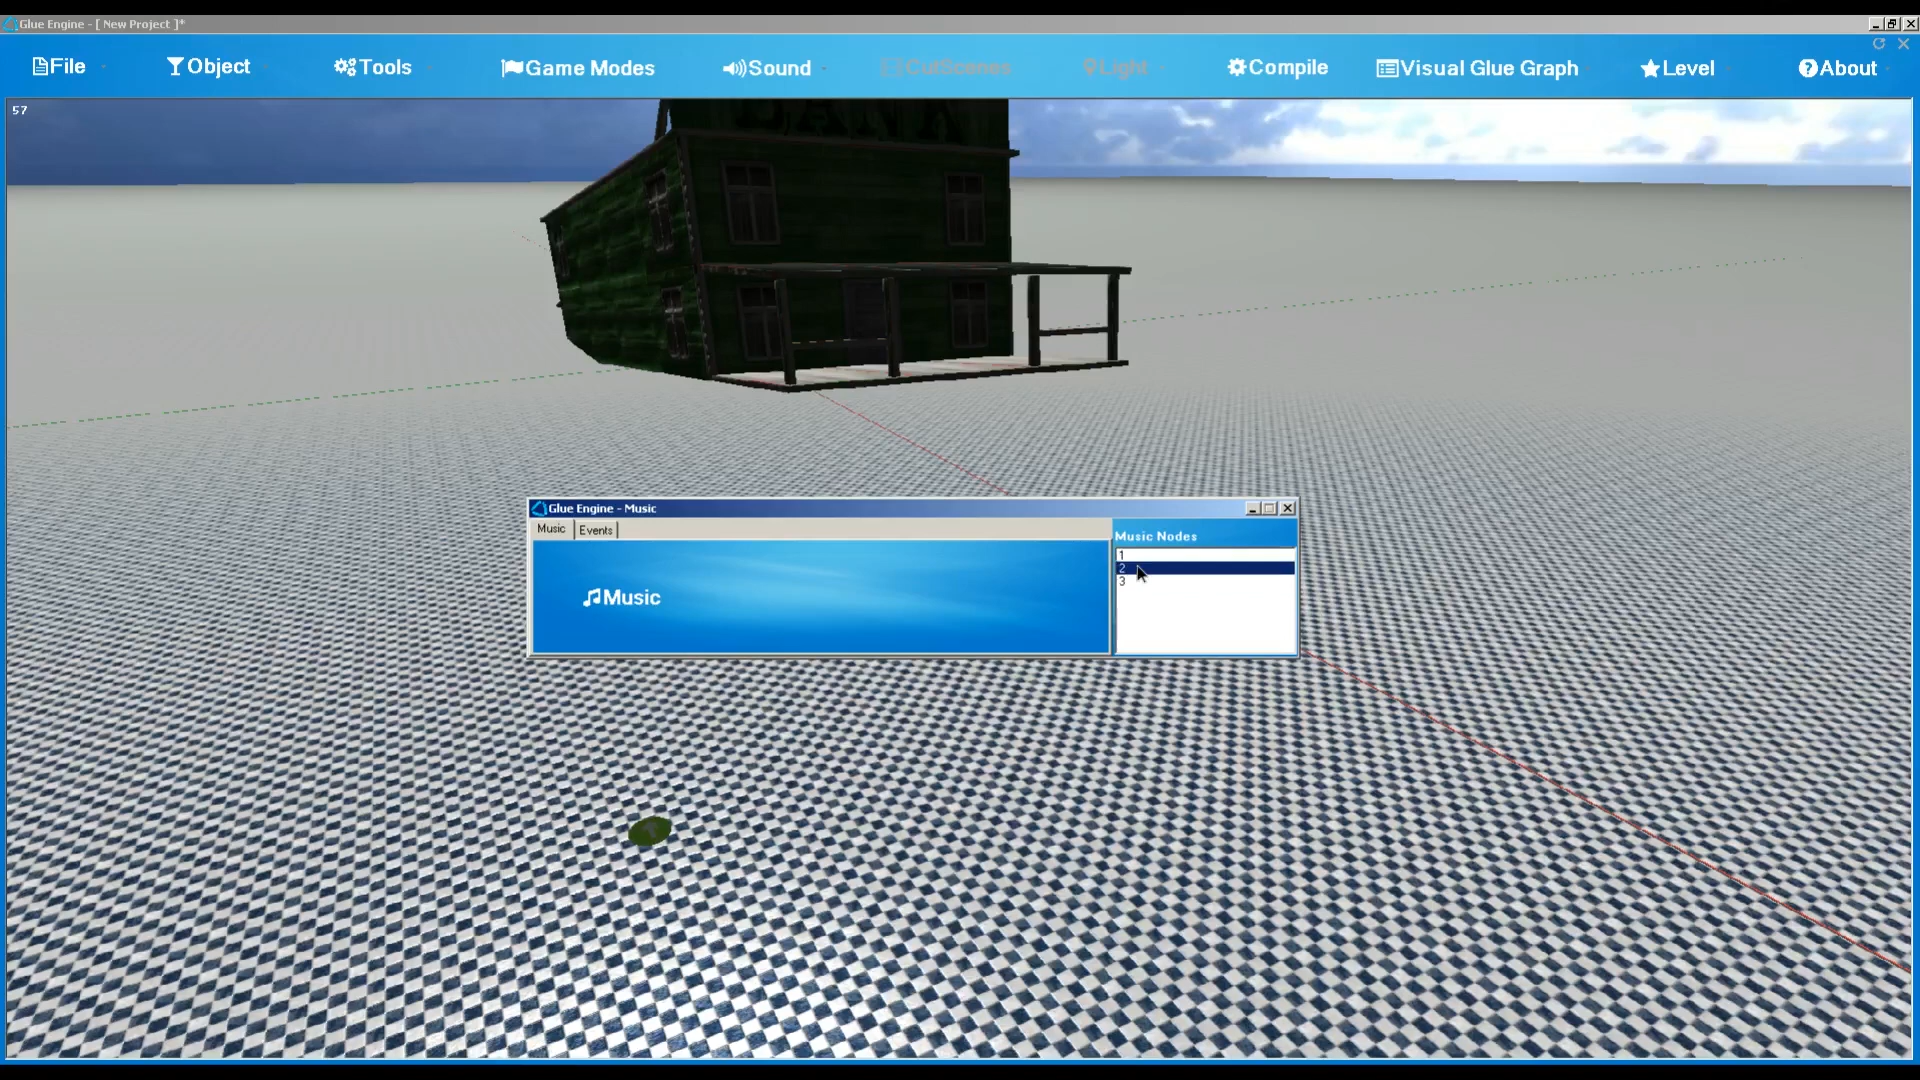 Glue Engine - [ New Project ]*
File
Object
Tools
Game Modes
Sound
CutScenes
Light
Compile
Visual Glue Graph
Level
About
57
Glue Engine - Music
Music
Events
Music Nodes
1
2
3
Music